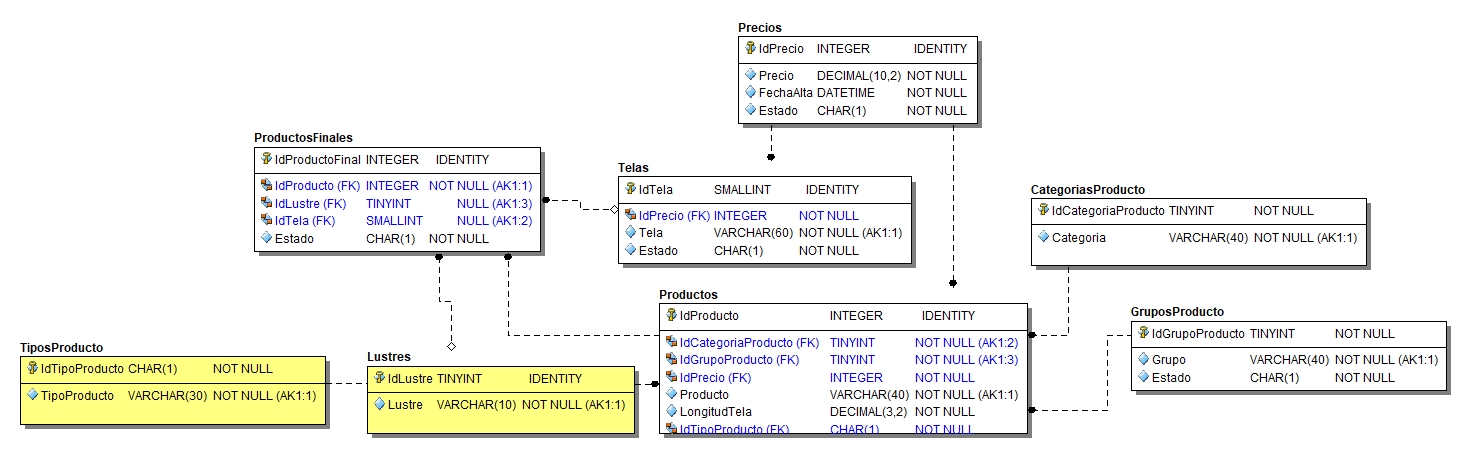 Precios
IdPrecio INTEGER IDENTITY
Precio DECIMAL(10,2) NOT NULL
FechaAlta DATETIME NOT NULL
Estado CHAR(1) NOT NULL
ProductosFinales
IdProductoFinal INTEGER IDENTITY
IdProducto (FK) INTEGER NOT NULL (AK1:1)
IdLustre (FK) TINYINT NULL (AK1:3)
IdTela (FK) SMALLINT NULL (AK1:2)
Estado CHAR(1) NOT NULL
Telas
IdTela SMALLINT IDENTITY
IdPrecio (FK) INTEGER NOT NULL
Tela VARCHAR(60) NOT NULL (AK1:1)
Estado CHAR(1) NOT NULL
CategoriasProducto
IdCategoriaProducto TINYINT NOT NULL
Categoria VARCHAR(40) NOT NULL (AK1:1)
Productos
IdProducto INTEGER IDENTITY
IdCategoriaProducto (FK) TINYINT NOT NULL (AK1:2)
IdGrupoProducto (FK) TINYINT NOT NULL (AK1:3)
IdPrecio (FK) INTEGER NOT NULL
Producto VARCHAR(40) NOT NULL (AK1:1)
LongitudTela DECIMAL(3,2) NOT NULL
IdTipoProducto (FK) CHAR(1) NOT NULL
GruposProducto
IdGrupoProducto TINYINT NOT NULL
Grupo VARCHAR(40) NOT NULL (AK1:1)
Estado CHAR(1) NOT NULL
TiposProducto
IdTipoProducto CHAR(1) NOT NULL
TipoProducto VARCHAR(30) NOT NULL (AK1:1)
Lustres
IdLustre TINYINT IDENTITY
Lustre VARCHAR(10) NOT NULL (AK1:1)